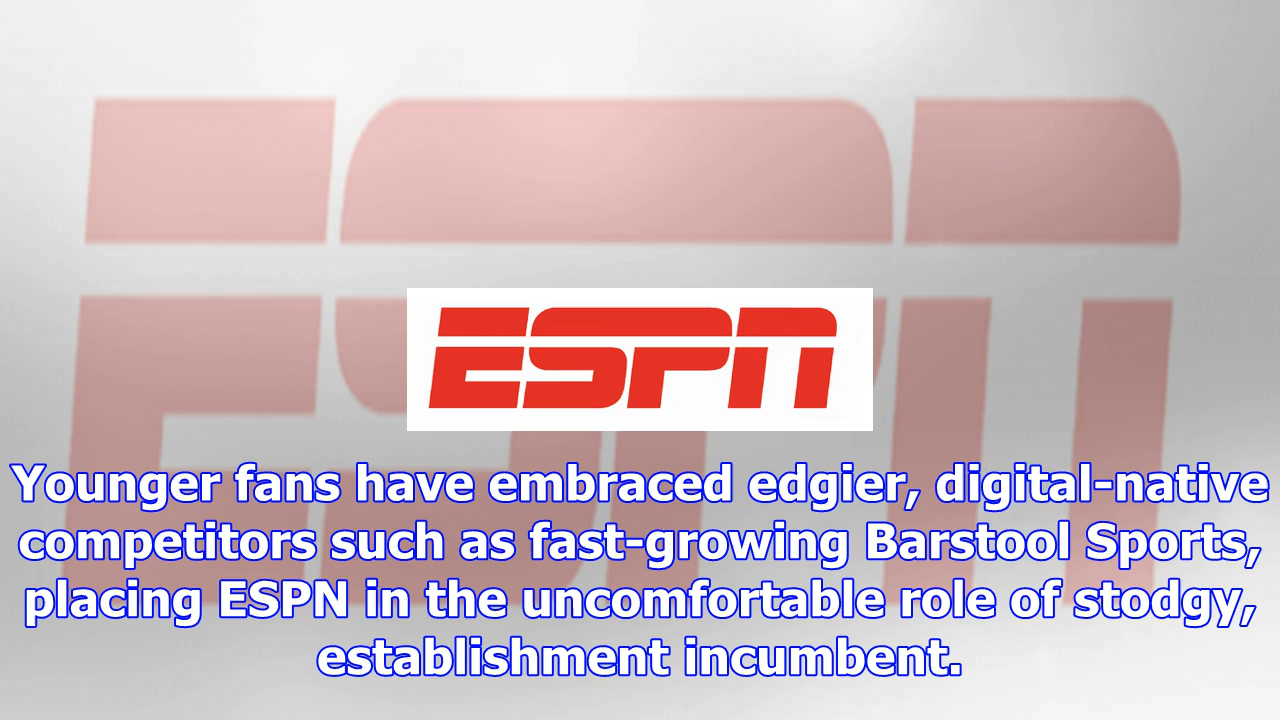 ESPN
ESPN
Younger fans have embraced edgier, digital-native
competitors such as fast-growing Barstool Sports,
placing ESPN in the uncomfortable role of stodgy,
establishment incumbent.